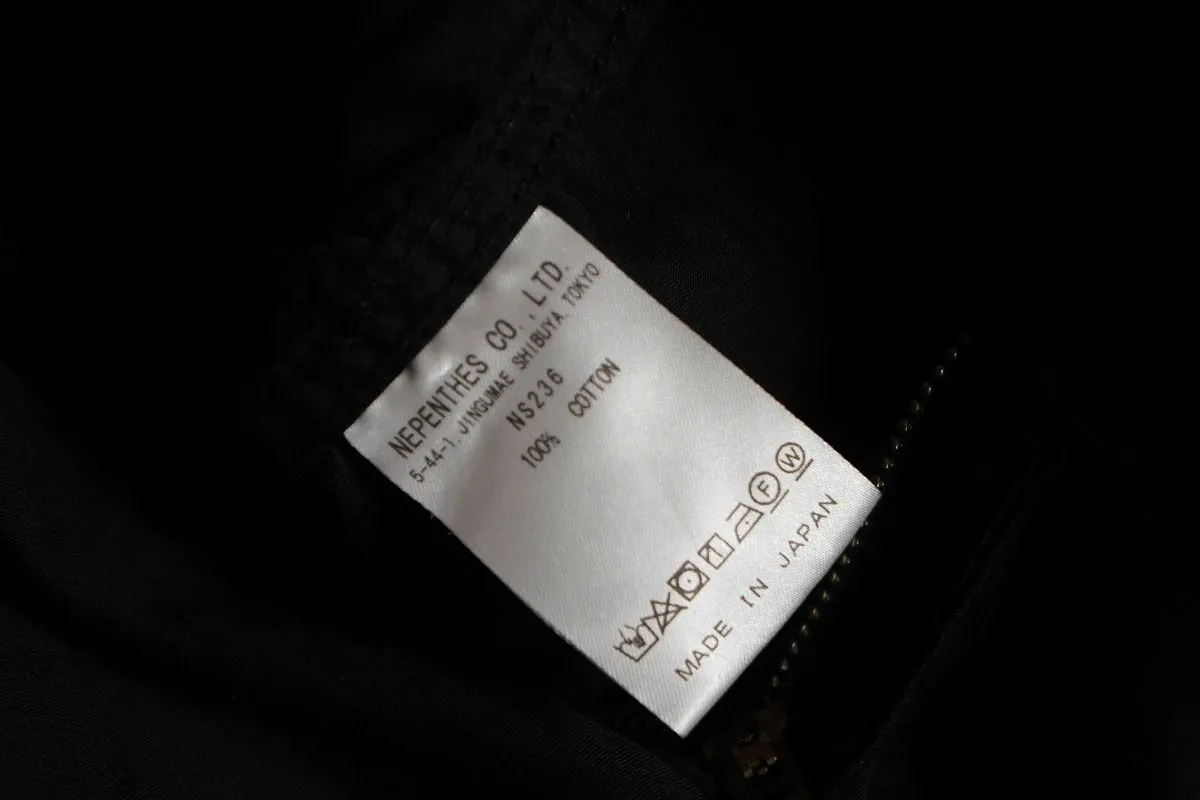 NEPENTHES CO., LTD.
5-44-1, JINGUMAE SHIBUYA, TOKYO
NS236
100% COTTON
F W
MADE IN JAPAN